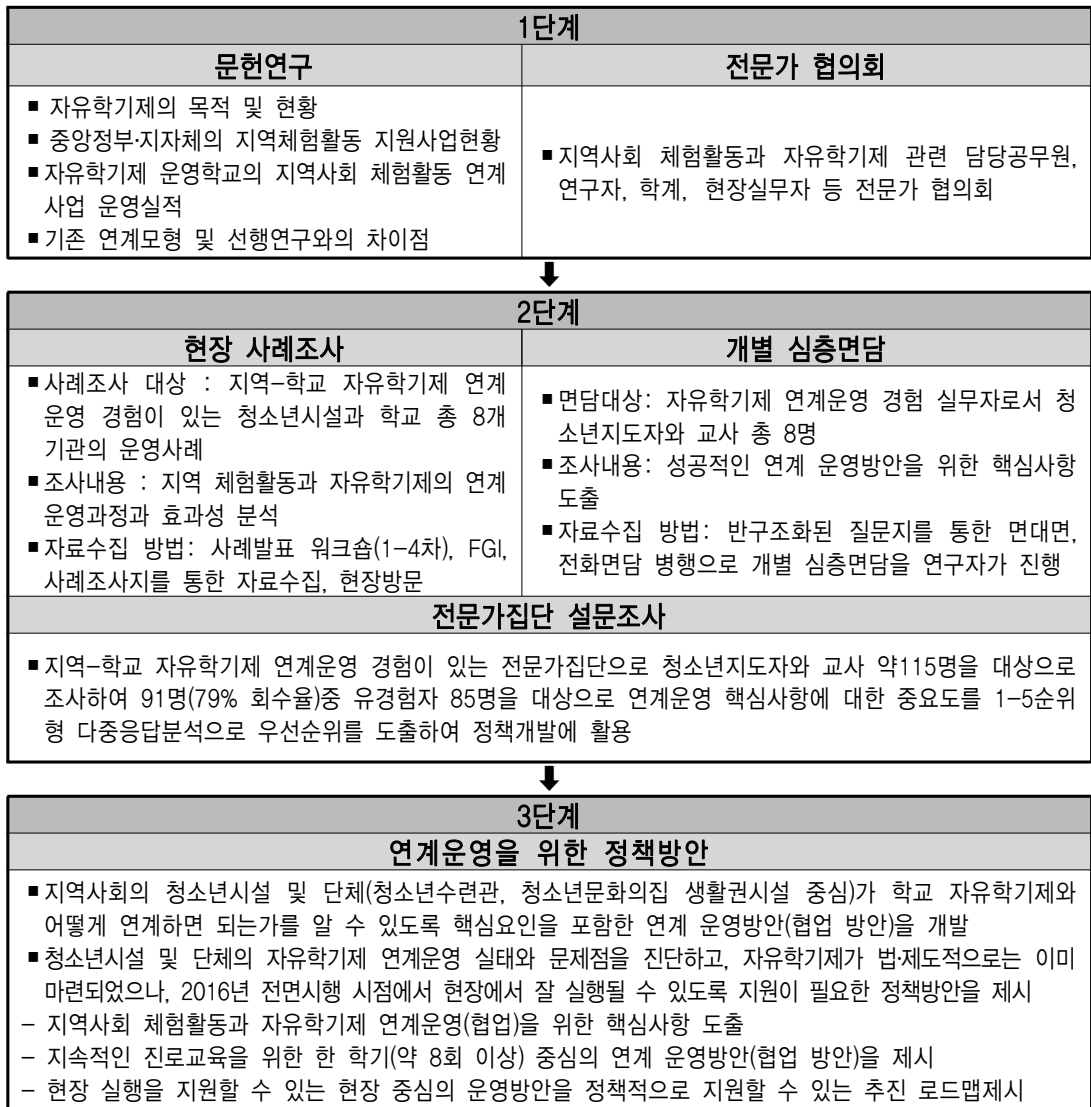 1단계
문헌연구
전문가 협의회
■ 자유학기제의 목적 및 현황
■ 중앙정부·지자체의 지역체험활동 지원사업현황
■ 자유학기제 운영학교의 지역사회 체험활동 연계
사업 운영실적
■ 기존 연계모형 및 선행연구와의 차이점
■ 지역사회 체험활동과 자유학기제 관련 담당공무원,
연구자, 학계, 현장실무자 등 전문가 협의회
2단계
현장 사례조사
개별 심층면담
■ 사례조사 대상 : 지역-학교 자유학기제 연계
운영 경험이 있는 청소년시설과 학교 총 8개
기관의 운영사례
■ 조사내용 : 지역 체험활동과 자유학기제의 연계
운영과정과 효과성 분석
■ 자료수집 방법: 사례발표 워크숍(1-4차), FGI,
사례조사지를 통한 자료수집, 현장방문
■ 면담대상: 자유학기제 연계운영 경험 실무자로서 청
소년지도자와 교사 총 8명
■ 조사내용: 성공적인 연계 운영방안을 위한 핵심사항
도출
■ 자료수집 방법: 반구조화된 질문지를 통한 면대면,
전화면담 병행으로 개별 심층면담을 연구자가 진행
전문가집단 설문조사
■ 지역-학교 자유학기제 연계운영 경험이 있는 전문가집단으로 청소년지도자와 교사 약115명을 대상으로
조사하여 91명(79% 회수율)중 유경험자 85명을 대상으로 연계운영 핵심사항에 대한 중요도를 1-5순위
형 다중응답분석으로 우선순위를 도출하여 정책개발에 활용
3단계
연계운영을 위한 정책방안
■ 지역사회의 청소년시설 및 단체(청소년수련관, 청소년문화의집 생활권시설 중심)가 학교 자유학기제와
어떻게 연계하면 되는가를 알 수 있도록 핵심요인을 포함한 연계 운영방안(협업 방안)을 개발
■ 청소년시설 및 단체의 자유학기제 연계운영 실태와 문제점을 진단하고, 자유학기제가 법·제도적으로는 이미
마련되었으나, 2016년 전면시행 시점에서 현장에서 잘 실행될 수 있도록 지원이 필요한 정책방안을 제시
- 지역사회 체험활동과 자유학기제 연계운영(협업)을 위한 핵심사항 도출
- 지속적인 진로교육을 위한 한 학기(약 8회 이상) 중심의 연계 운영방안(협업 방안)을 제시
- 현장 실행을 지원할 수 있는 현장 중심의 운영방안을 정책적으로 지원할 수 있는 추진 로드맵제시